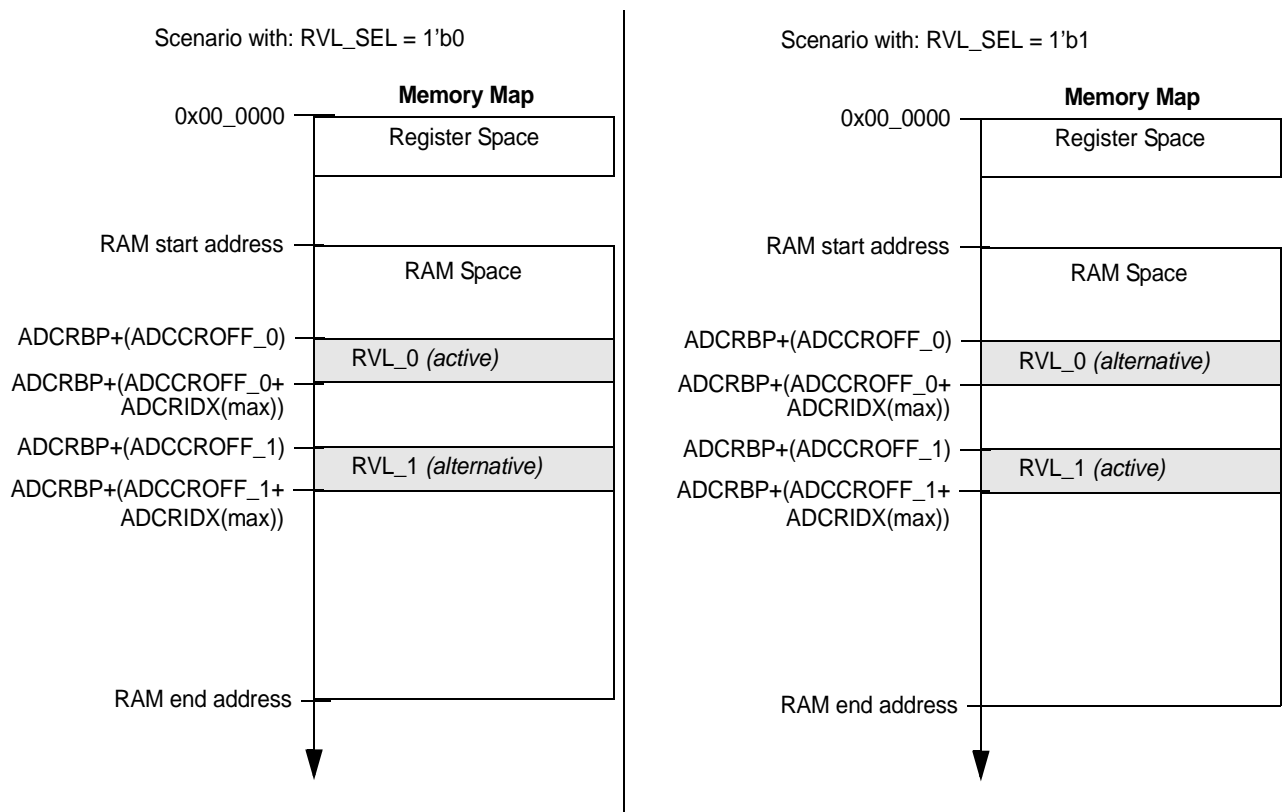 Scenario with: RVL_SEL = 1'b0
Memory Map
0x00_0000
Register Space
RAM start address
RAM Space
ADCRBP+(ADCCROFF_0)
RVL_0 (active)
ADCRBP+(ADCCROFF_0+
ADCRIDX(max))
ADCRBP+(ADCCROFF_1)
RVL_1 (alternative)
ADCRBP+(ADCCROFF_1+
ADCRIDX(max))
RAM end address
Scenario with: RVL_SEL = 1'b1
Memory Map
0x00_0000
Register Space
RAM start address
RAM Space
ADCRBP+(ADCCROFF_0)
RVL_0 (alternative)
ADCRBP+(ADCCROFF_0+
ADCRIDX(max))
ADCRBP+(ADCCROFF_1)
RVL_1 (active)
ADCRBP+(ADCCROFF_1+
ADCRIDX(max))
RAM end address